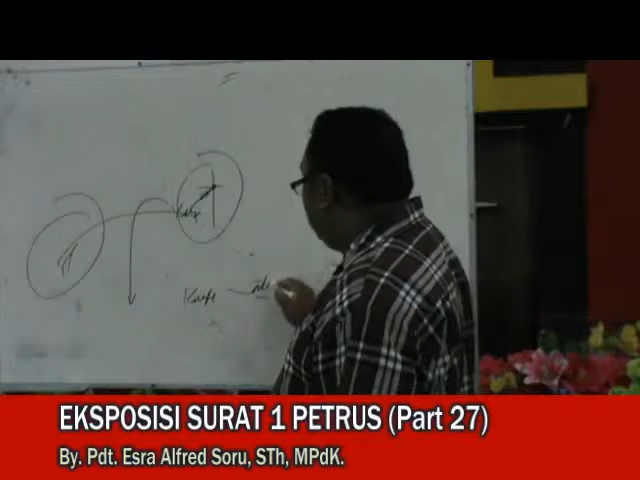 EKSPOSISI SURAT 1 PETRUS (Part 27)
By. Pdt. Esra Alfred Soru, STh, MPdK.